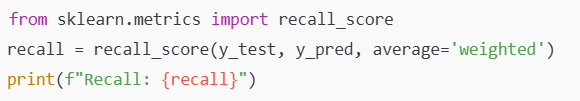 from sklearn.metrics import recall_score
recall = recall_score(y_test, y_pred, average='weighted')
print(f"Recall: {recall}")